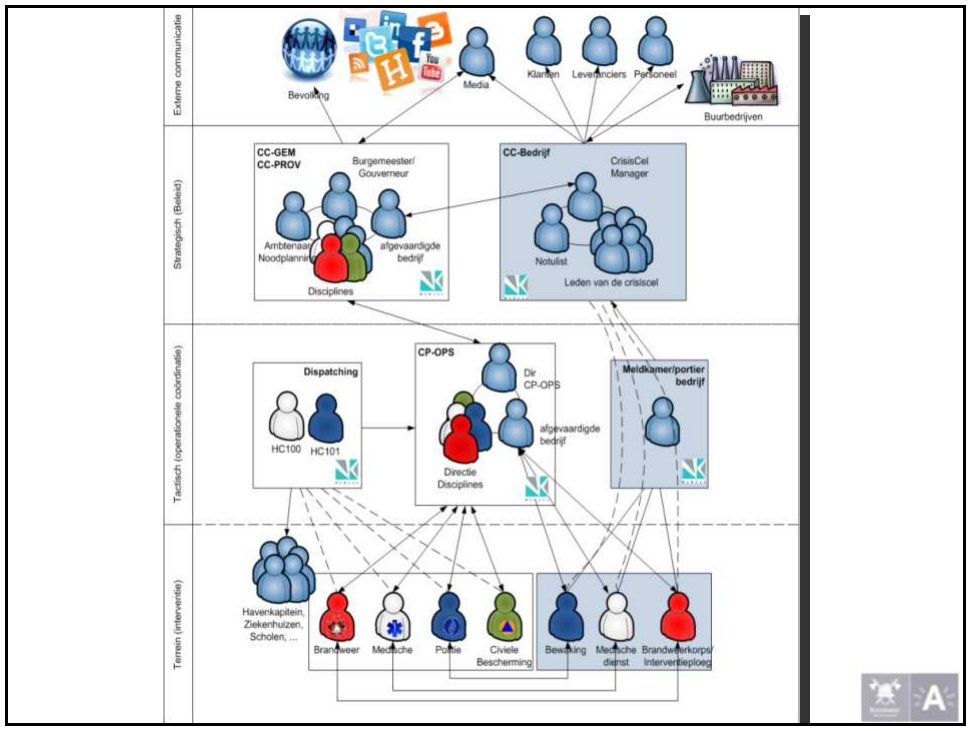 Externe communicatie
in
t
f
B
H
You
Tube
Bevolking
Media
Klanten
Leveranciers
Personeel
Buurbedrijven
Strategisch (Beleid)
CC-GEM
CC-PROV
Burgemeester/
Gouverneur
Ambtenaar
Noodplanning
afgevaardigde
bedrijf
Disciplines
CC-Bedrijf
CrisisCel
Manager
Notulist
Leden van de crisiscel
Tactisch (operationele coördinatie)
Dispatching
HC100
HC101
CP-OPS
Dir
CP-OPS
afgevaardigde
bedrijf
Directie
Disciplines
Meldkamer/portier
bedrijf
Terrein (interventie)
Havenkapitein,
Ziekenhuizen,
Scholen, ...
Brandweer
Medische
Politie
Civiele
Bescherming
Bewaking
Medische
dienst
Brandweerkorps/
Interventieploeg
A